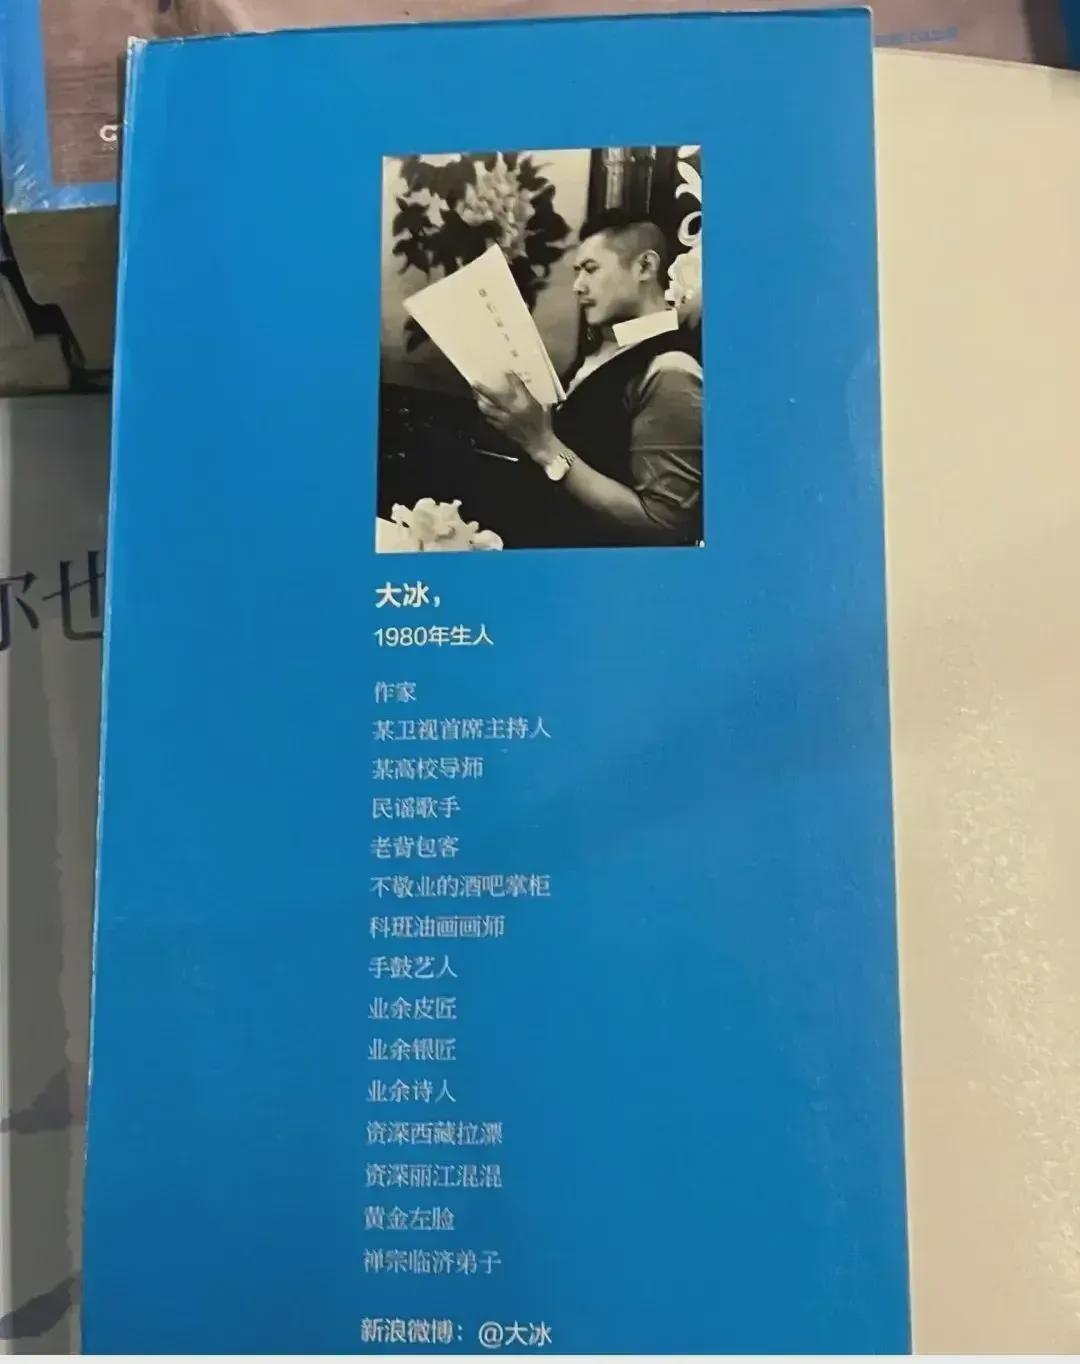 大冰，
1980年生人
作家
某卫视首席主持人
某高校导师
民谣歌手
老背包客
不敬业的酒吧掌柜
科班油画画师
手鼓艺人
业余皮匠
业余银匠
业余诗人
资深西藏拉漂
资深丽江混混
黄金左脸
禅宗临济弟子
新浪微博：@大冰
尔也